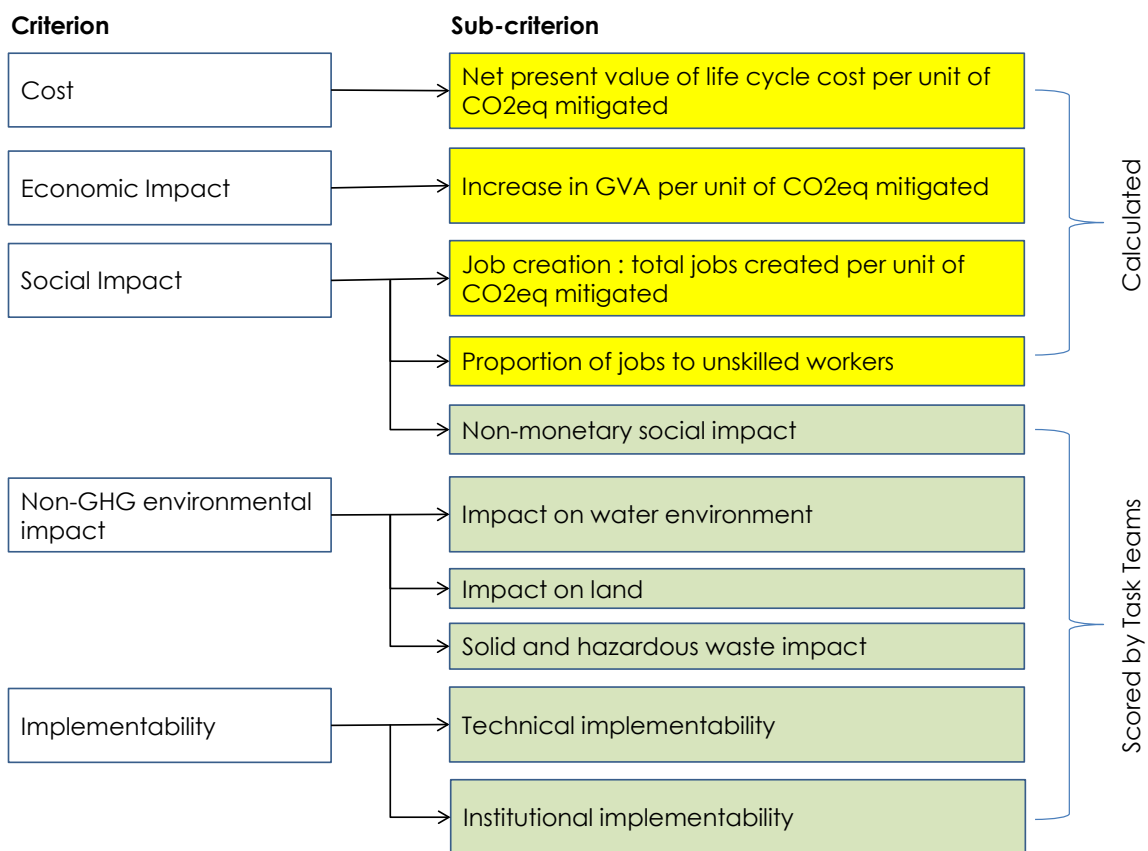 Criterion
Sub-criterion
Cost
Net present value of life cycle cost per unit of
CO2eq mitigated
Economic Impact
Increase in GVA per unit of CO2eq mitigated
Social Impact
Job creation : total jobs created per unit of
CO2eq mitigated
Proportion of jobs to unskilled workers
Non-monetary social impact
Calculated
Non-GHG environmental
impact
Impact on water environment
Impact on land
Solid and hazardous waste impact
Implementability
Technical implementability
Institutional implementability
Scored by Task Teams